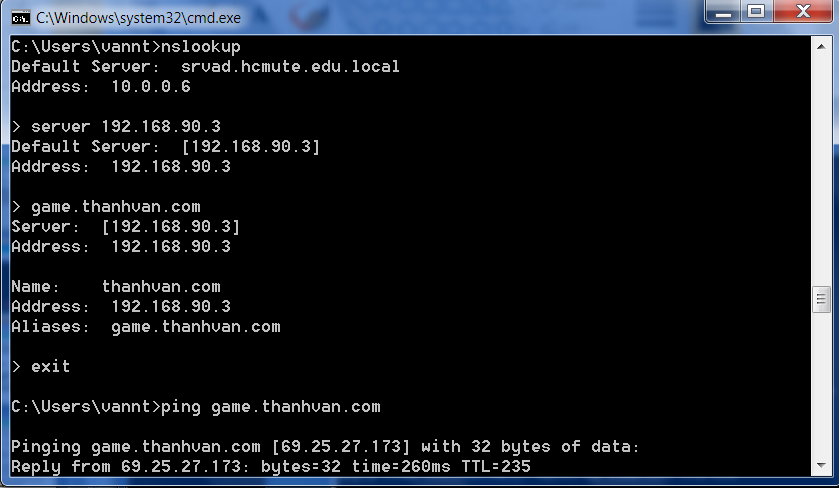 C:\Windows\system32\cmd.exe
C:\Users\vannt>nslookup
Default Server:  srvad.hcmute.edu.local
Address:  10.0.0.6
> server 192.168.90.3
Default Server:  [192.168.90.3]
Address:  192.168.90.3
> game.thanhvan.com
Server:  [192.168.90.3]
Address:  192.168.90.3
Name:    thanhvan.com
Address:  192.168.90.3
Aliases:  game.thanhvan.com
> exit
C:\Users\vannt>ping game.thanhvan.com
Pinging game.thanhvan.com [69.25.27.173] with 32 bytes of data:
Reply from 69.25.27.173: bytes=32 time=260ms TTL=235